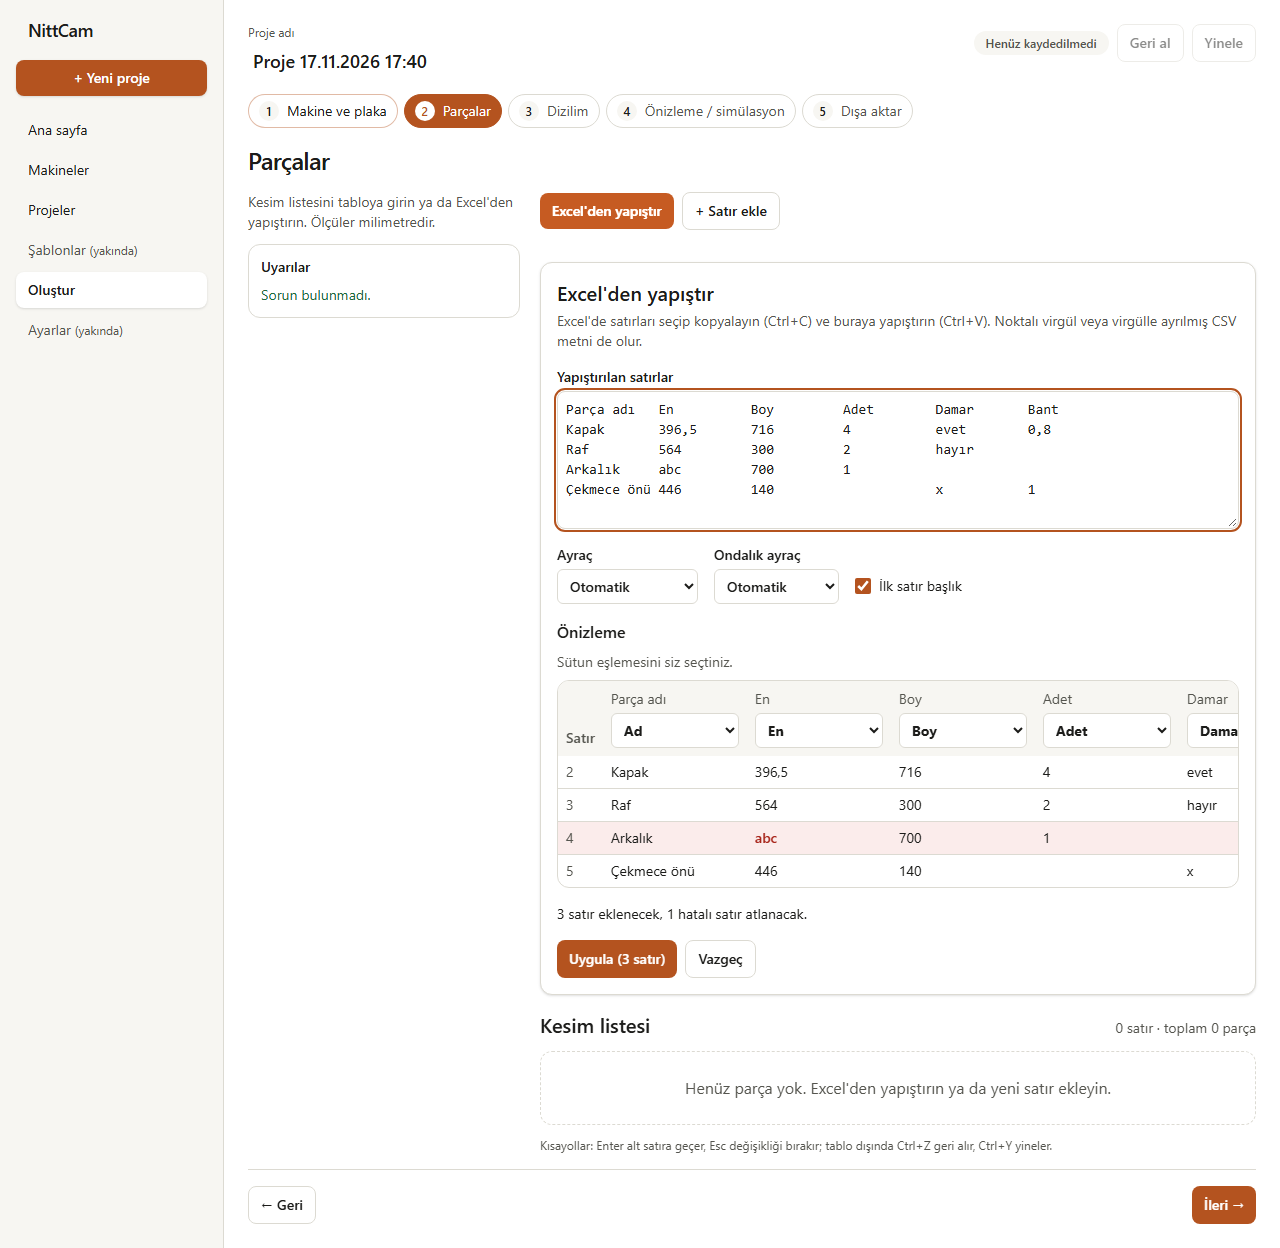 NittCam
+ Yeni proje
Ana sayfa
Makineler
Projeler
Şablonlar (yakında)
Oluştur
Ayarlar (yakında)
Proje adı
Proje 17.11.2026 17:40
Henüz kaydedilmedi
Geri al
Yinele
1 Makine ve plaka
2 Parçalar
3 Dizilim
4 Önizleme / simülasyon
5 Dışa aktar
Parçalar
Kesim listesini tabloya girin ya da Excel'den
yapıştırın. Ölçüler milimetredir.
Uyarılar
Sorun bulunmadı.
Excel'den yapıştır
+ Satır ekle
Excel'den yapıştır
Excel'de satırları seçip kopyalayın (Ctrl+C) ve buraya yapıştırın (Ctrl+V). Noktalı virgül veya virgülle ayrılmış CSV
metni de olur.
Yapıştırılan satırlar
Parça adı En Boy Adet Damar Bant
Kapak 396,5 716 4 evet 0,8
Raf 564 300 2 hayır
Arkalık abc 700 1
Çekmece önü 446 140 x 1
Ayraç
Ondalık ayraç
Otomatik
Otomatik
İlk satır başlık
Önizleme
Sütun eşlemesini siz seçtiniz.
Parça adı En Boy Adet Damar
Satır Ad En Boy Adet Dama
2 Kapak 396,5 716 4 evet
3 Raf 564 300 2 hayır
4 Arkalık abc 700 1
5 Çekmece önü 446 140 x
3 satır eklenecek, 1 hatalı satır atlanacak.
Uygula (3 satır)
Vazgeç
Kesim listesi
0 satır · toplam 0 parça
Henüz parça yok. Excel'den yapıştırın ya da yeni satır ekleyin.
Kısayollar: Enter alt satıra geçer, Esc değişikliği bırakır; tablo dışında Ctrl+Z geri alır, Ctrl+Y yineler.
← Geri
İleri →